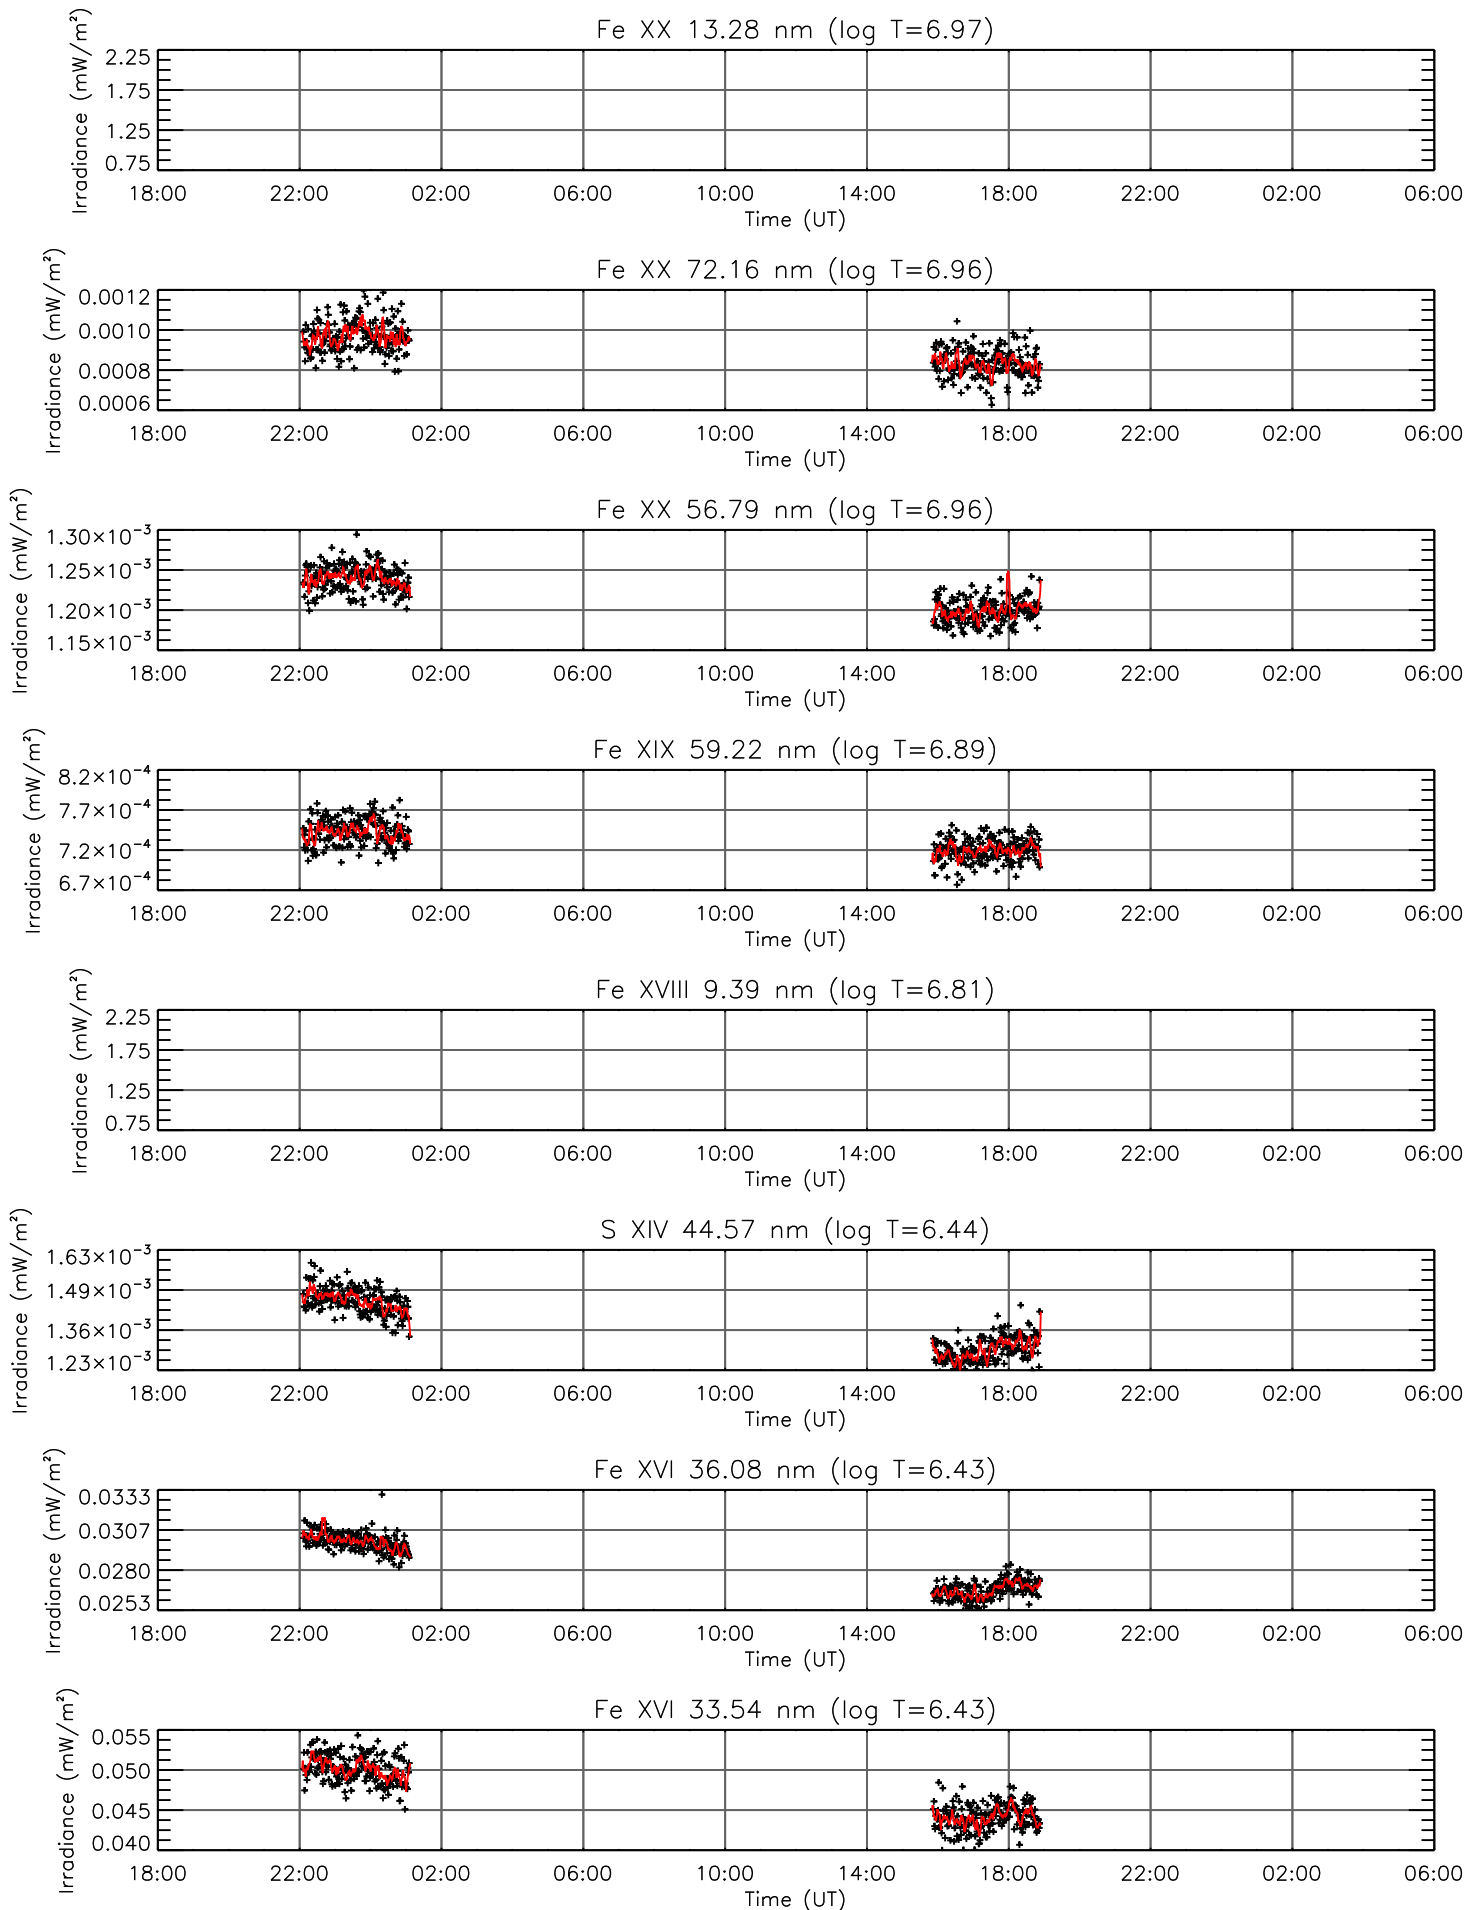 Fe XX 13.28 nm (log T=6.97)
Irradiance (mW/m²)
2.25
1.75
1.25
0.75
18:00 22:00 02:00 06:00 10:00 14:00 18:00 22:00 02:00 06:00
Time (UT)
Fe XX 72.16 nm (log T=6.96)
Irradiance (mW/m²)
0.0012
0.0010
0.0008
0.0006
18:00 22:00 02:00 06:00 10:00 14:00 18:00 22:00 02:00 06:00
Time (UT)
Fe XX 56.79 nm (log T=6.96)
Irradiance (mW/m²)
1.30×10⁻³
1.25×10⁻³
1.20×10⁻³
1.15×10⁻³
18:00 22:00 02:00 06:00 10:00 14:00 18:00 22:00 02:00 06:00
Time (UT)
Fe XIX 59.22 nm (log T=6.89)
Irradiance (mW/m²)
8.2×10⁻⁴
7.7×10⁻⁴
7.2×10⁻⁴
6.7×10⁻⁴
18:00 22:00 02:00 06:00 10:00 14:00 18:00 22:00 02:00 06:00
Time (UT)
Fe XVIII 9.39 nm (log T=6.81)
Irradiance (mW/m²)
2.25
1.75
1.25
0.75
18:00 22:00 02:00 06:00 10:00 14:00 18:00 22:00 02:00 06:00
Time (UT)
S XIV 44.57 nm (log T=6.44)
Irradiance (mW/m²)
1.63×10⁻³
1.49×10⁻³
1.36×10⁻³
1.23×10⁻³
18:00 22:00 02:00 06:00 10:00 14:00 18:00 22:00 02:00 06:00
Time (UT)
Fe XVI 36.08 nm (log T=6.43)
Irradiance (mW/m²)
0.0333
0.0307
0.0280
0.0253
18:00 22:00 02:00 06:00 10:00 14:00 18:00 22:00 02:00 06:00
Time (UT)
Fe XVI 33.54 nm (log T=6.43)
Irradiance (mW/m²)
0.055
0.050
0.045
0.040
18:00 22:00 02:00 06:00 10:00 14:00 18:00 22:00 02:00 06:00
Time (UT)